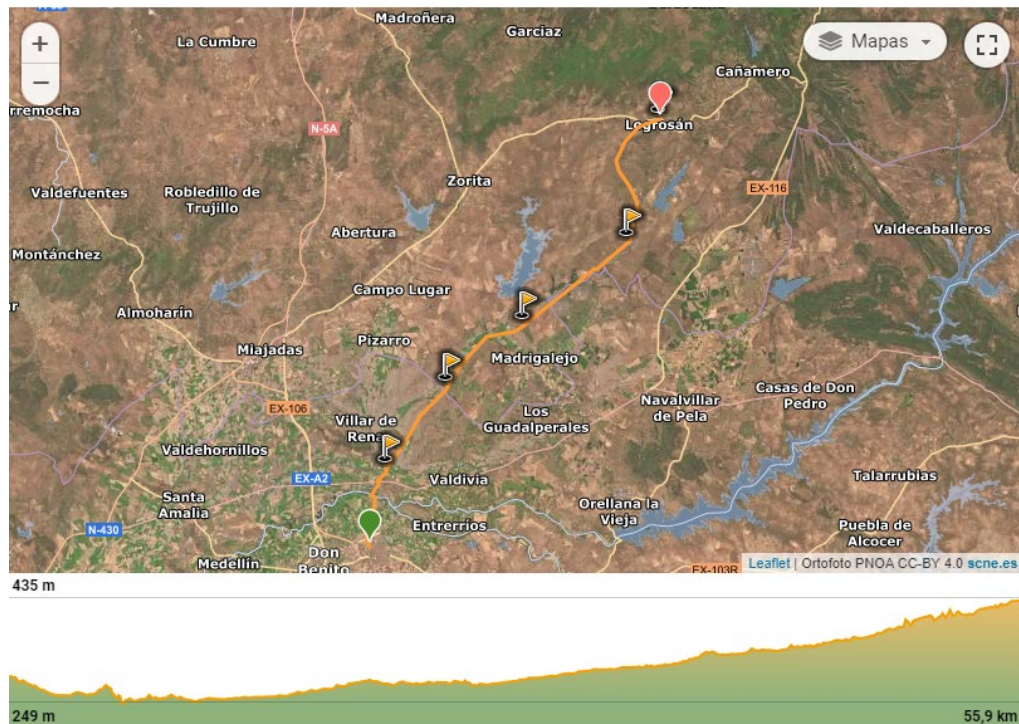 Madroñera
Garciaz
La Cumbre
+
Mapas
Cañamero
−
Logrosán
N-5A
Valdefuentes
Robledillo de
Trujillo
Zorita
EX-116
Abertura
Valdecaballeros
Montánchez
Campo Lugar
Almoharín
Pizarro
Miajadas
Madrigalejo
Casas de Don
Pedro
EX-106
Navalvillar
de Pela
Villar de
Los
Guadalperales
Valdehornillos
EX-A2
Valdivia
Talarrubias
Santa
Amalia
Orellana la
Vieja
N-430
Entrerrios
Puebla de
Alcocer
Don
Benito
Medellín
EX-103R
Leaflet | Ortofoto PNOA CC-BY 4.0 scne.es
435 m
249 m
55,9 km